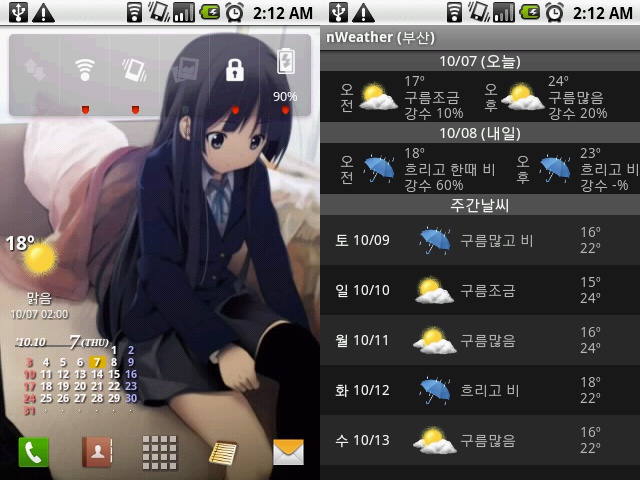 2:12 AM
90%
18°
맑음
10/07 02:00
'10.10 7 (THU)
1 2
3 4 5 6 7 8 9
10 11 12 13 14 15 16
17 18 19 20 21 22 23
24 25 26 27 28 29 30
31
2:12 AM
nWeather (부산)
10/07 (오늘)
오전 17° 구름조금 강수 10%
오후 24° 구름많음 강수 20%
10/08 (내일)
오전 18° 흐리고 한때 비 강수 60%
오후 23° 흐리고 비 강수 -%
주간날씨
토 10/09 구름많고 비 16° 22°
일 10/10 구름조금 15° 24°
월 10/11 구름많음 16° 24°
화 10/12 흐리고 비 18° 22°
수 10/13 구름많음 16° 22°